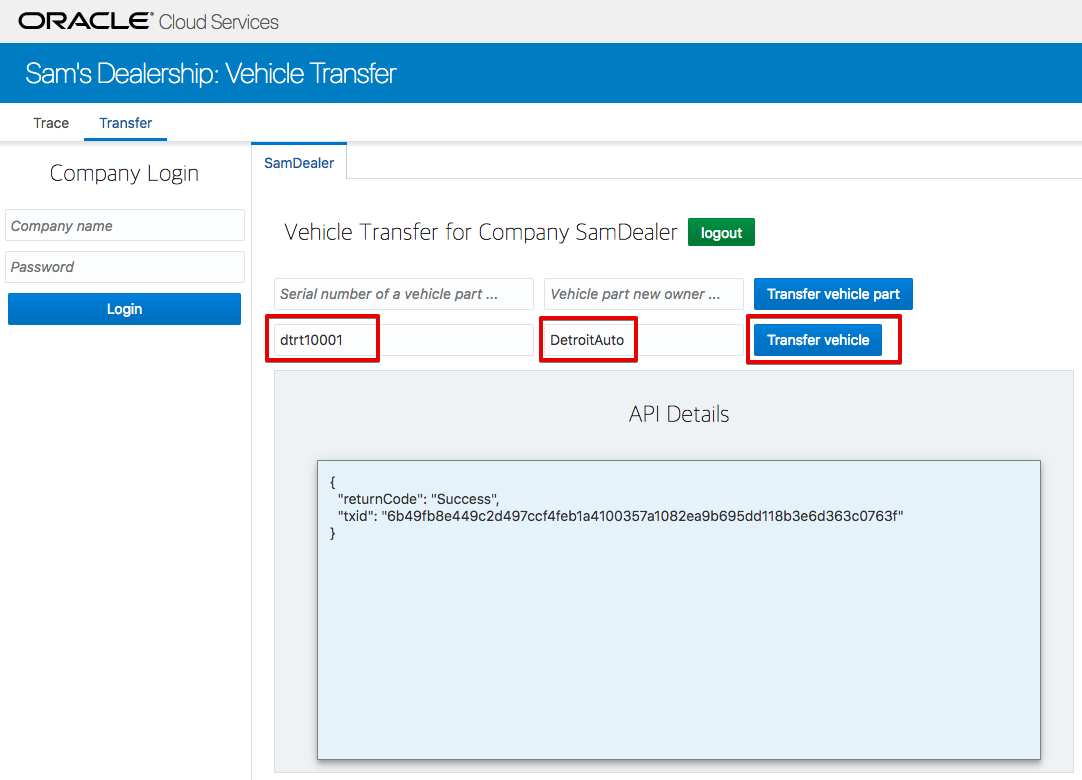 ORACLE® Cloud Services
Sam's Dealership: Vehicle Transfer
Trace Transfer
Company Login
Company name
Password
Login
SamDealer
Vehicle Transfer for Company SamDealer logout
Serial number of a vehicle part ... Vehicle part new owner ... Transfer vehicle part
dtrt10001 DetroitAuto Transfer vehicle
API Details
{
"returnCode": "Success",
"txid": "6b49fb8e449c2d497ccf4feb1a4100357a1082ea9b695dd118b3e6d363c0763f"
}